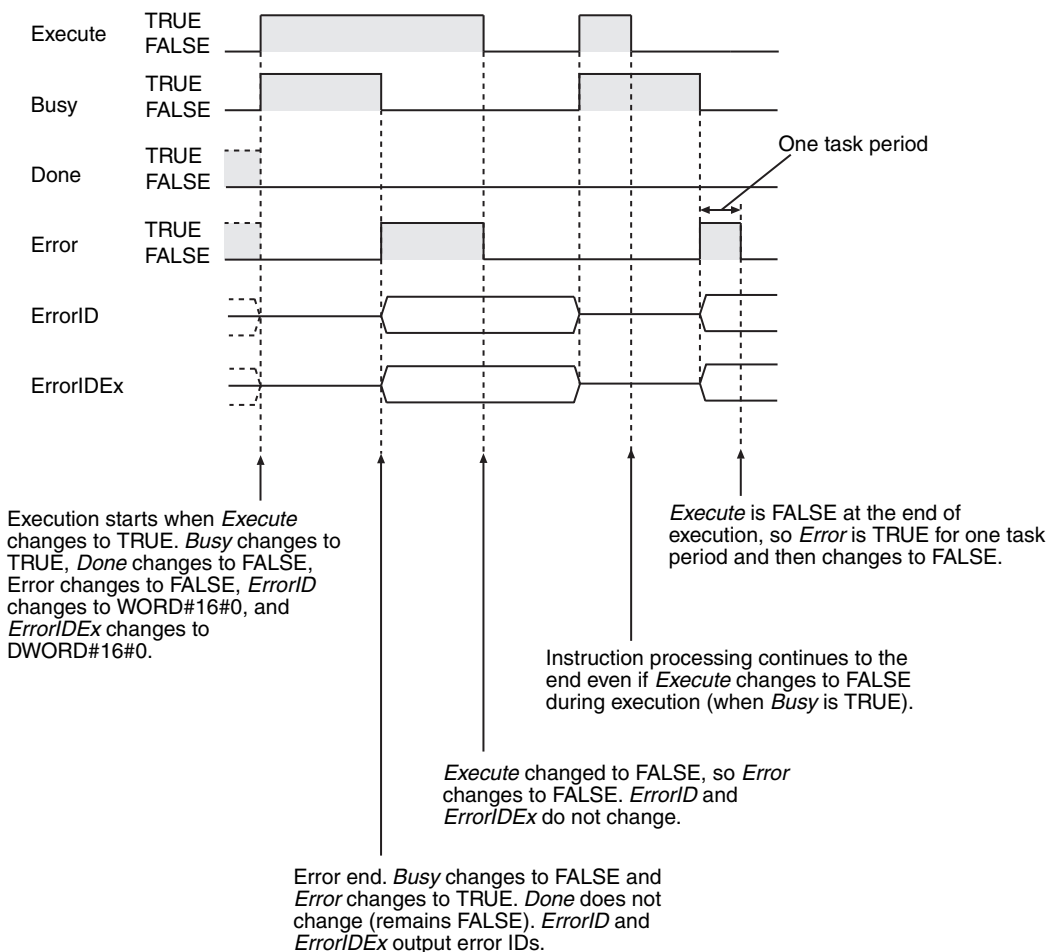 Execute
TRUE
FALSE
Busy
TRUE
FALSE
Done
TRUE
FALSE
One task period
Error
TRUE
FALSE
ErrorID
ErrorIDEx
Execution starts when Execute
changes to TRUE. Busy changes to
TRUE, Done changes to FALSE,
Error changes to FALSE, ErrorID
changes to WORD#16#0, and
ErrorIDEx changes to
DWORD#16#0.
Execute is FALSE at the end of
execution, so Error is TRUE for one task
period and then changes to FALSE.
Instruction processing continues to the
end even if Execute changes to FALSE
during execution (when Busy is TRUE).
Execute changed to FALSE, so Error
changes to FALSE. ErrorID and
ErrorIDEx do not change.
Error end. Busy changes to FALSE and
Error changes to TRUE. Done does not
change (remains FALSE). ErrorID and
ErrorIDEx output error IDs.